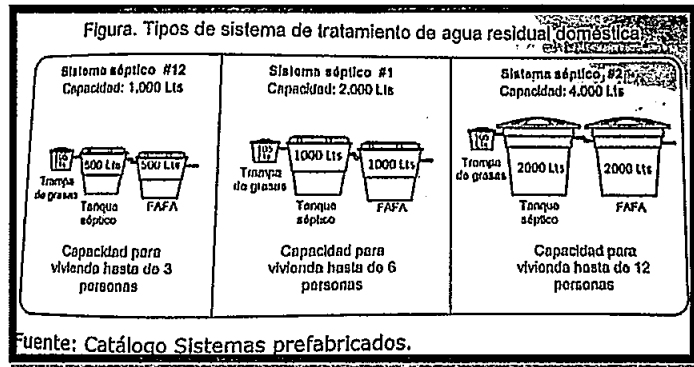 Figura. Tipos de sistema de tratamiento de agua residual doméstica
Sistema séptico #12
Capacidad: 1,000 Lts
500 Lts
500 Lts
Trampa
de grasas
Tanque
séptico
FAFA
Capacidad para
vivienda hasta de 3
personas
Sistema séptico #1
Capacidad: 2.000 Lts
105
Lts
1000 Lts
1000 Lts
Trampa
de grasas
Tanque
séptico
FAFA
Capacidad para
vivienda hasta de 6
personas
Sistema séptico #2
Capacidad: 4.000 Lts
105
Lts
2000 Lts
2000 Lts
Trampa
de grasas
Tanque
séptico
FAFA
Capacidad para
vivienda hasta de 12
personas
Fuente: Catálogo Sistemas prefabricados.